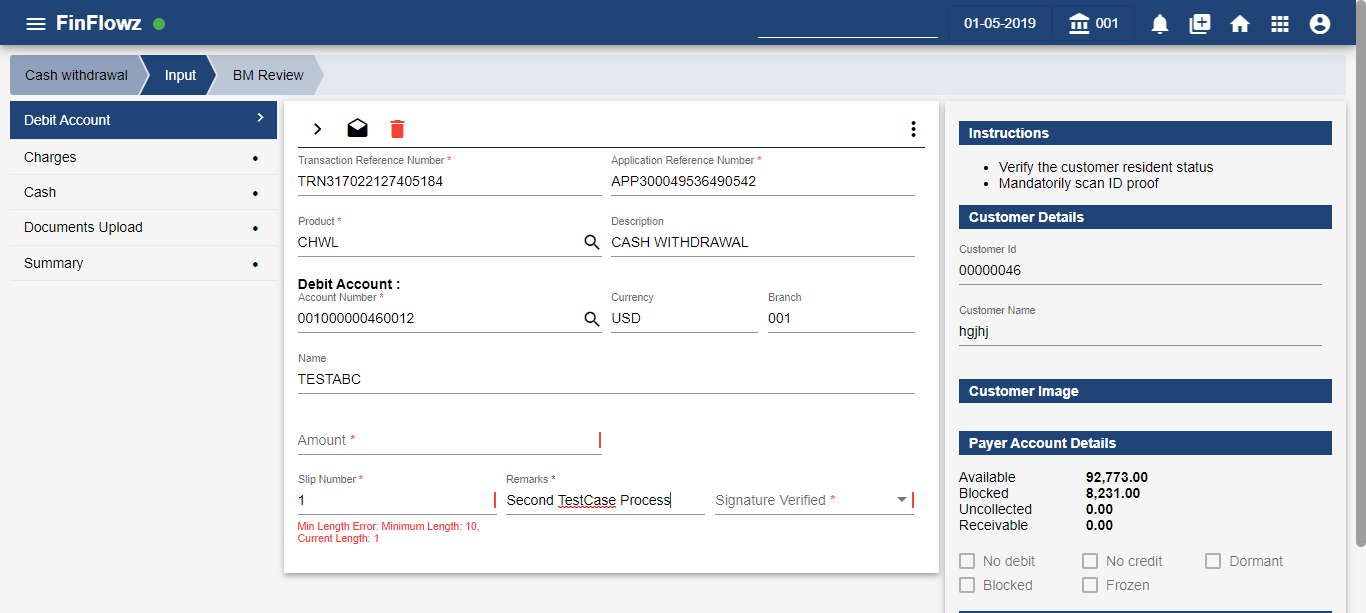 FinFlowz
01-05-2019
001
Cash withdrawal
Input
BM Review
Debit Account
Charges
Cash
Documents Upload
Summary
Transaction Reference Number *
TRN317022127405184
Application Reference Number *
APP300049536490542
Product *
CHWL
Description
CASH WITHDRAWAL
Debit Account :
Account Number *
001000000460012
Currency
USD
Branch
001
Name
TESTABC
Amount *
Slip Number *
1
Min Length Error: Minimum Length: 10,
Current Length: 1
Remarks *
Second TestCase Process
Signature Verified *
Instructions
• Verify the customer resident status
• Mandatorily scan ID proof
Customer Details
Customer Id
00000046
Customer Name
hgjhj
Customer Image
Payer Account Details
Available 92,773.00
Blocked 8,231.00
Uncollected 0.00
Receivable 0.00
No debit No credit Dormant
Blocked Frozen